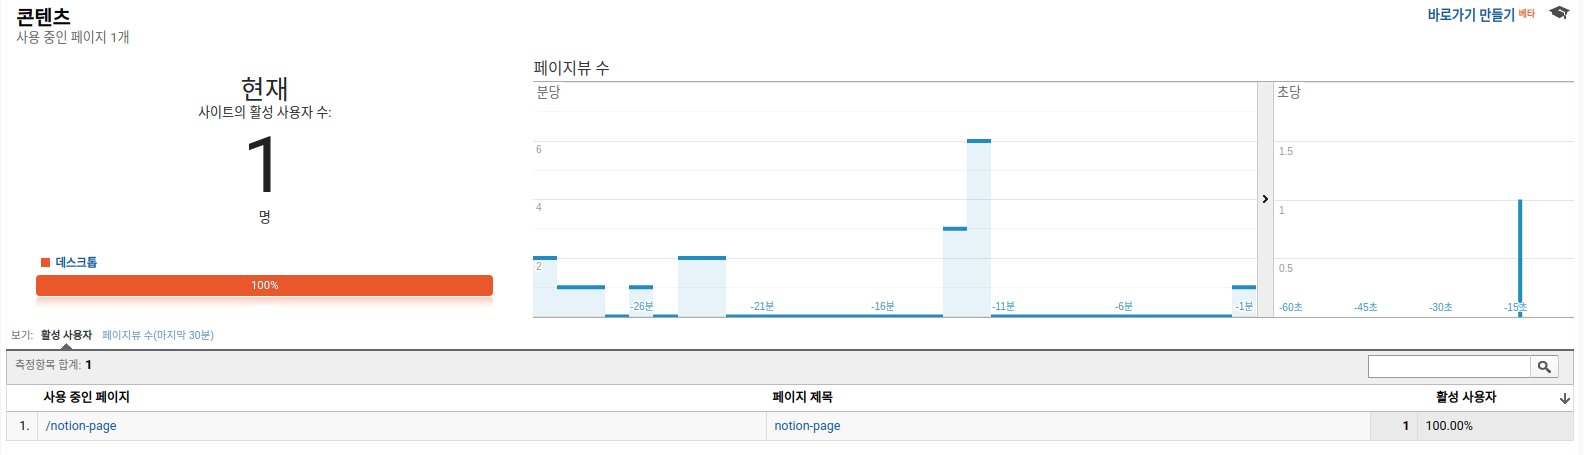 콘텐츠
사용 중인 페이지 1개
바로가기 만들기 베타
현재
사이트의 활성 사용자 수:
1
명
데스크톱
100%
페이지뷰 수
분당
6
4
2
-26분 -21분 -16분 -11분 -6분 -1분
초당
1.5
1
0.5
-60초 -45초 -30초 -15초
보기: 활성 사용자 페이지뷰 수(마지막 30분)
측정항목 합계: 1
사용 중인 페이지 페이지 제목 활성 사용자
1. /notion-page notion-page 1 100.00%